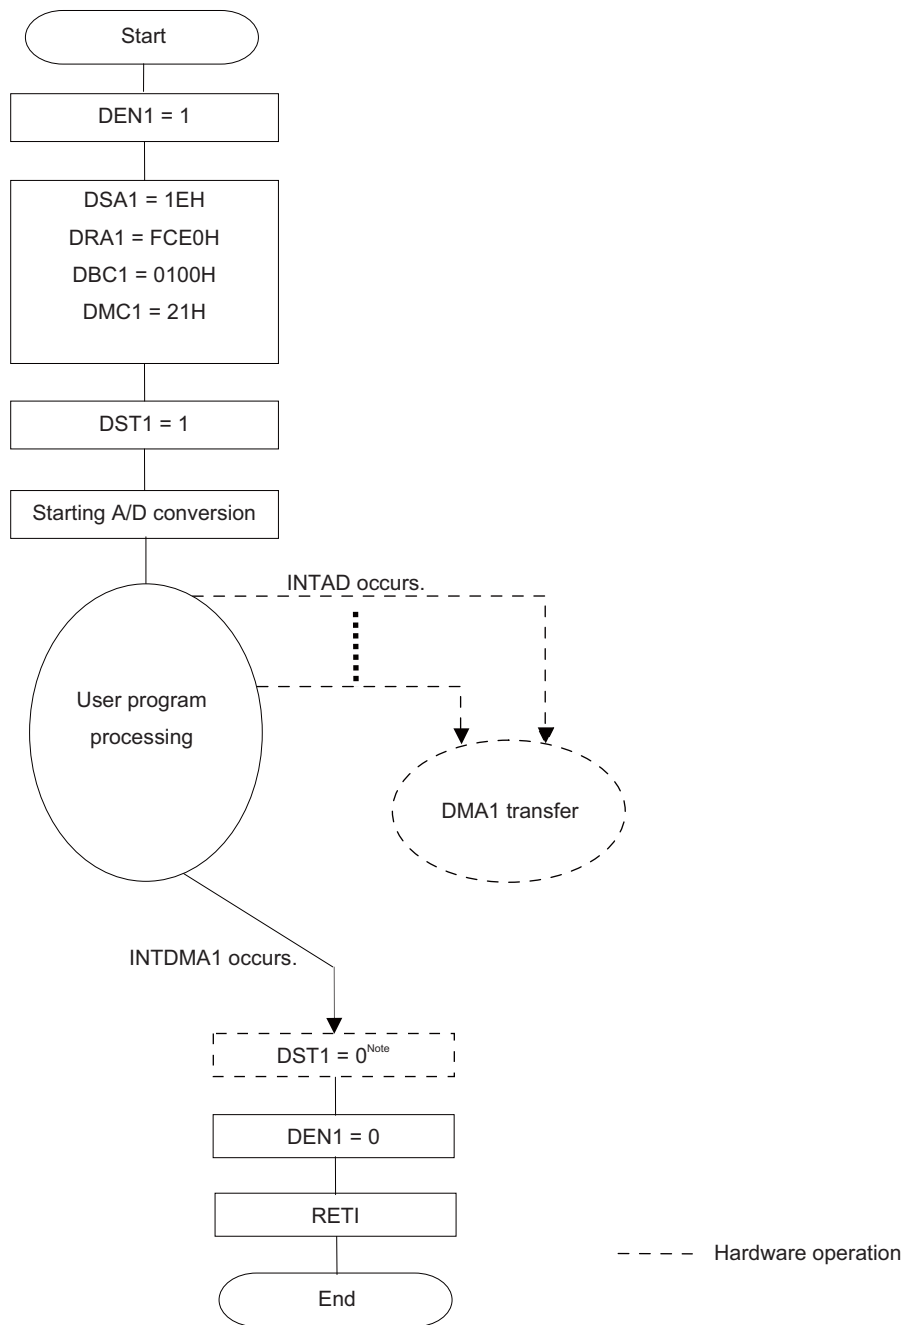 Start
DEN1 = 1
DSA1 = 1EH
DRA1 = FCE0H
DBC1 = 0100H
DMC1 = 21H
DST1 = 1
Starting A/D conversion
INTAD occurs.
User program
processing
DMA1 transfer
INTDMA1 occurs.
DST1 = 0Note
DEN1 = 0
RETI
Hardware operation
End